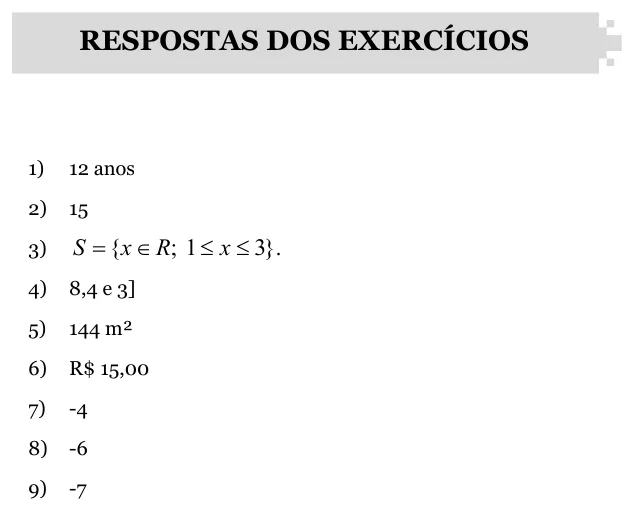 RESPOSTAS DOS EXERCÍCIOS
1) 12 anos
2) 15
3) S = {x ∈ R; 1 ≤ x ≤ 3}.
4) 8,4 e 3]
5) 144 m²
6) R$ 15,00
7) -4
8) -6
9) -7